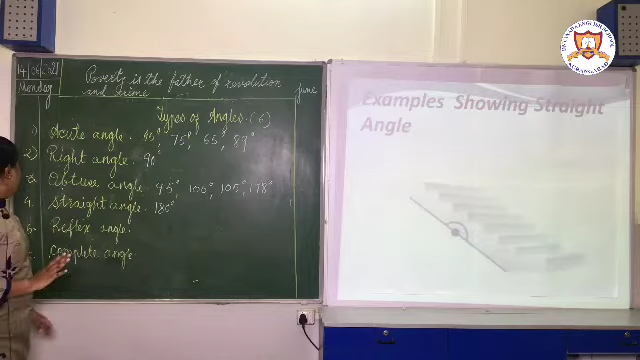 14 06 2021
Monday
Poverty is the father of revolution
and crime
june
Types of Angles (6)
1) Acute angle 45°, 75°, 65°, 89°
2) Right angle 90°
3. Obtuse angle 95°, 100°, 105°, 178°
4. Straight angle 180°
5. Reflex angle.
Complete angle.
Examples Showing Straight
Angle